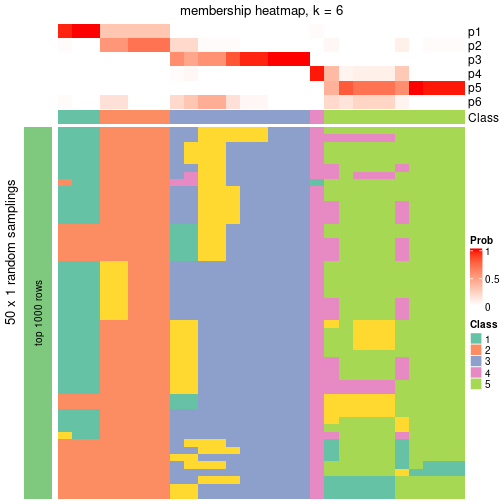 membership heatmap, k = 6
p1
p2
p3
p4
p5
p6
Class
50 x 1 random samplings
top 1000 rows
Prob
1
0.5
0
Class
1
2
3
4
5